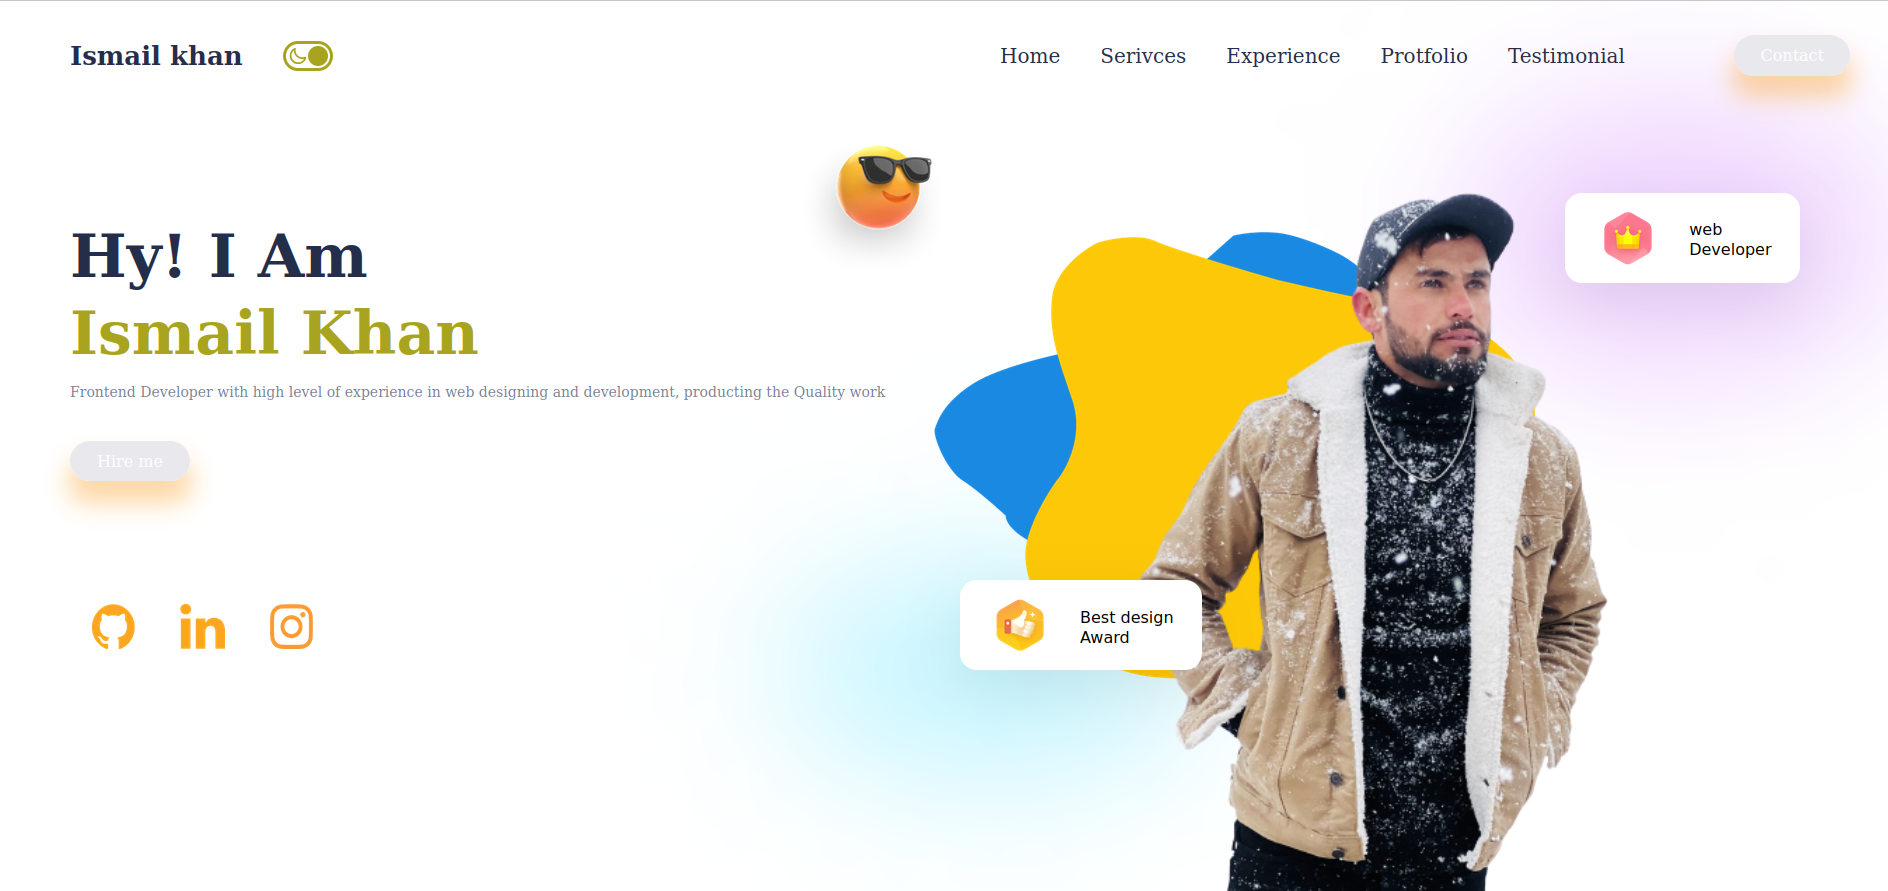 Ismail khan
Home
Serivces
Experience
Protfolio
Testimonial
Contact
Hy! I Am
Ismail Khan
Frontend Developer with high level of experience in web designing and development, producting the Quality work
Hire me
web
Developer
Best design
Award